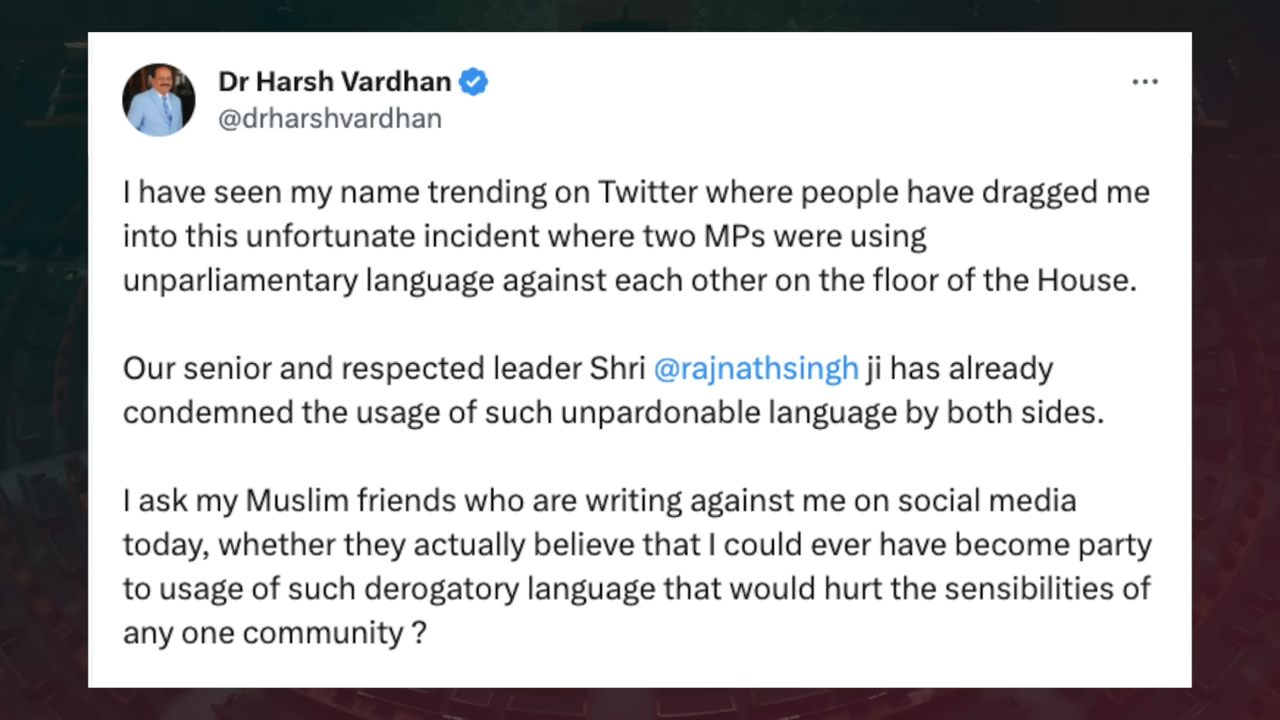 Dr Harsh Vardhan
@drharshvardhan
I have seen my name trending on Twitter where people have dragged me
into this unfortunate incident where two MPs were using
unparliamentary language against each other on the floor of the House.
Our senior and respected leader Shri @rajnathsingh ji has already
condemned the usage of such unpardonable language by both sides.
I ask my Muslim friends who are writing against me on social media
today, whether they actually believe that I could ever have become party
to usage of such derogatory language that would hurt the sensibilities of
any one community ?